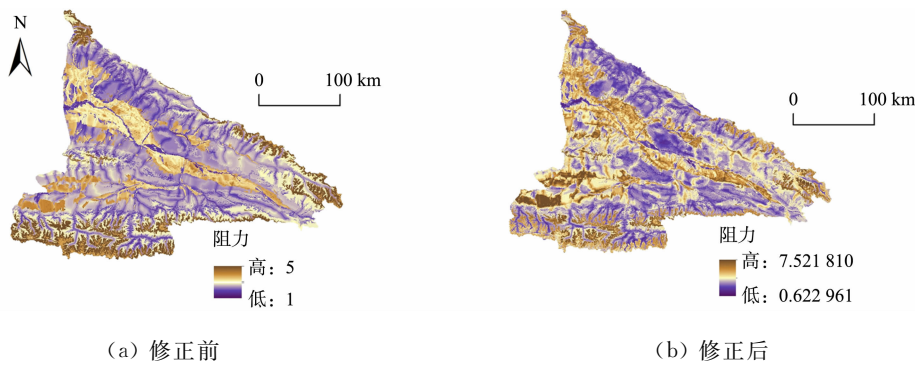 N
0 100 km
阻力
高：5
低：1
(a) 修正前
0 100 km
阻力
高：7.521 810
低：0.622 961
(b) 修正后